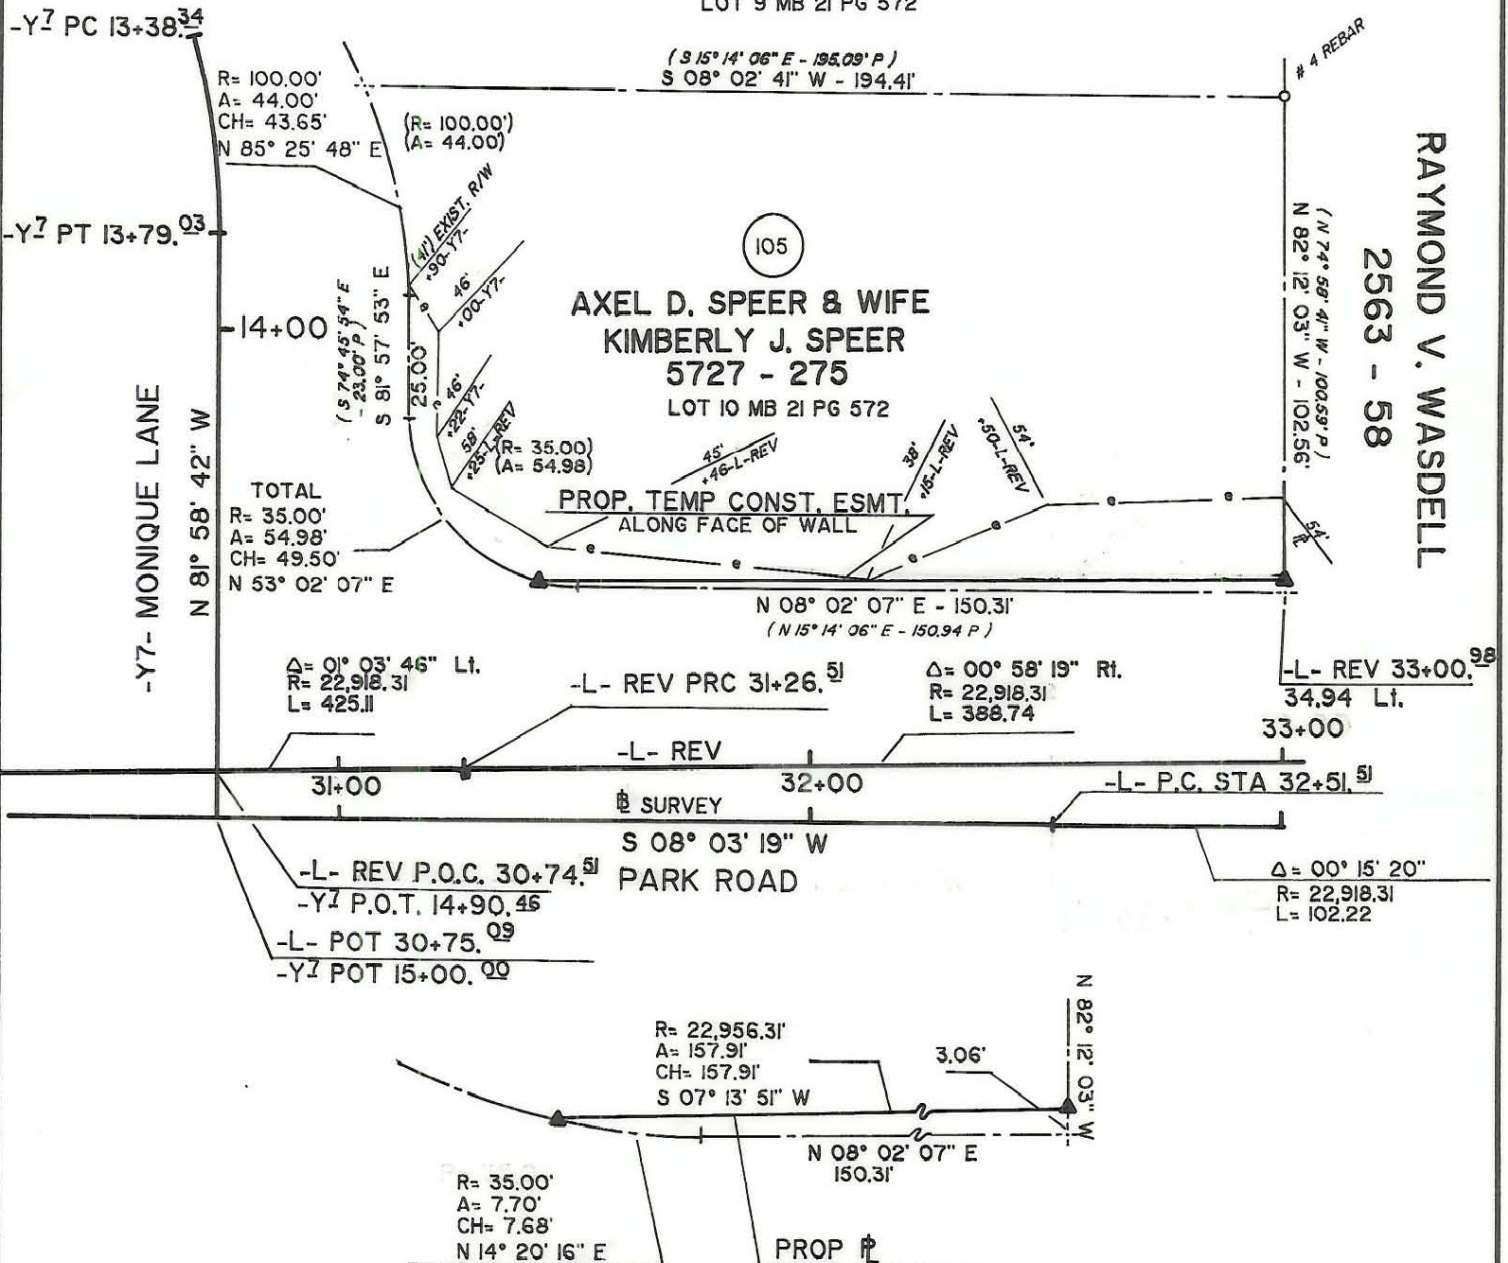 LOT 9 MB 21 PG 572
-Y7 PC 13+38.34
(S 15° 14' 06" E - 195.09' P)
S 08° 02' 41" W - 194.41'
# 4 REBAR
R= 100.00'
A= 44.00'
CH= 43.65'
N 85° 25' 48" E
(R= 100.00')
(A= 44.00')
(41') EXIST. R/W
+90-Y7-
46'
+00-Y7-
-Y7 PT 13+79.03
14+00
(S 74° 45' 54" E
- 23.00' P)
S 81° 57' 53" E
25.00'
105
AXEL D. SPEER & WIFE
KIMBERLY J. SPEER
5727 - 275
LOT 10 MB 21 PG 572
(N 74° 58' 41" W - 100.59' P)
N 82° 12' 03" W - 102.56'
RAYMOND V. WASDELL
2563 - 58
46'
+22-Y7-
58'
+25-L-REV
(R= 35.00)
(A= 54.98)
45'
+46-L-REV
38'
+15-L-REV
54'
+50-L-REV
54'
PL
PROP. TEMP CONST. ESMT.
ALONG FACE OF WALL
-Y7- MONIQUE LANE
N 81° 58' 42" W
TOTAL
R= 35.00'
A= 54.98'
CH= 49.50'
N 53° 02' 07" E
N 08° 02' 07" E - 150.31'
(N 15° 14' 06" E - 150.94 P)
Δ= 01° 03' 46" Lt.
R= 22,918.31
L= 425.11
-L- REV PRC 31+26.51
Δ= 00° 58' 19" Rt.
R= 22,918.31
L= 388.74
-L- REV 33+00.98
34.94 Lt.
33+00
-L- REV
31+00
32+00
-L- P.C. STA 32+51.51
BL SURVEY
S 08° 03' 19" W
PARK ROAD
-L- REV P.O.C. 30+74.51
-Y7 P.O.T. 14+90.46
Δ= 00° 15' 20"
R= 22,918.31
L= 102.22
-L- POT 30+75.09
-Y7 POT 15+00.00
R= 22,956.31'
A= 157.91'
CH= 157.91'
S 07° 13' 51" W
3.06'
N 82° 12' 03" W
N 08° 02' 07" E
150.31'
R= 35.00'
A= 7.70'
CH= 7.68'
N 14° 20' 16" E
PROP PL